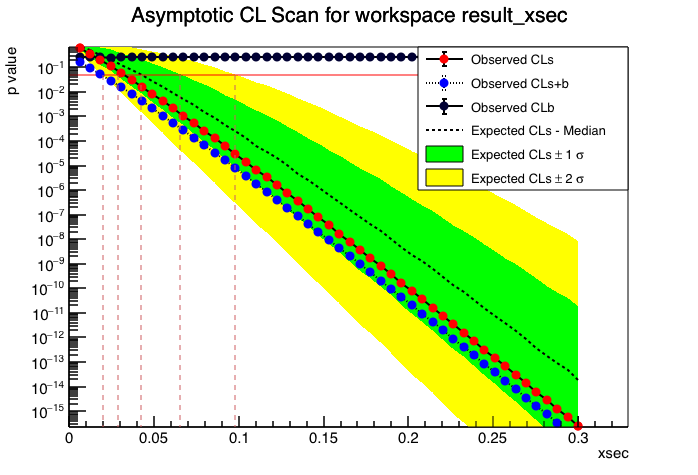 Asymptotic CL Scan for workspace result_xsec
p value
Observed CLs
Observed CLs+b
Observed CLb
Expected CLs - Median
Expected CLs ± 1 σ
Expected CLs ± 2 σ
10⁻¹
10⁻²
10⁻³
10⁻⁴
10⁻⁵
10⁻⁶
10⁻⁷
10⁻⁸
10⁻⁹
10⁻¹⁰
10⁻¹¹
10⁻¹²
10⁻¹³
10⁻¹⁴
10⁻¹⁵
0 0.05 0.1 0.15 0.2 0.25 0.3
xsec